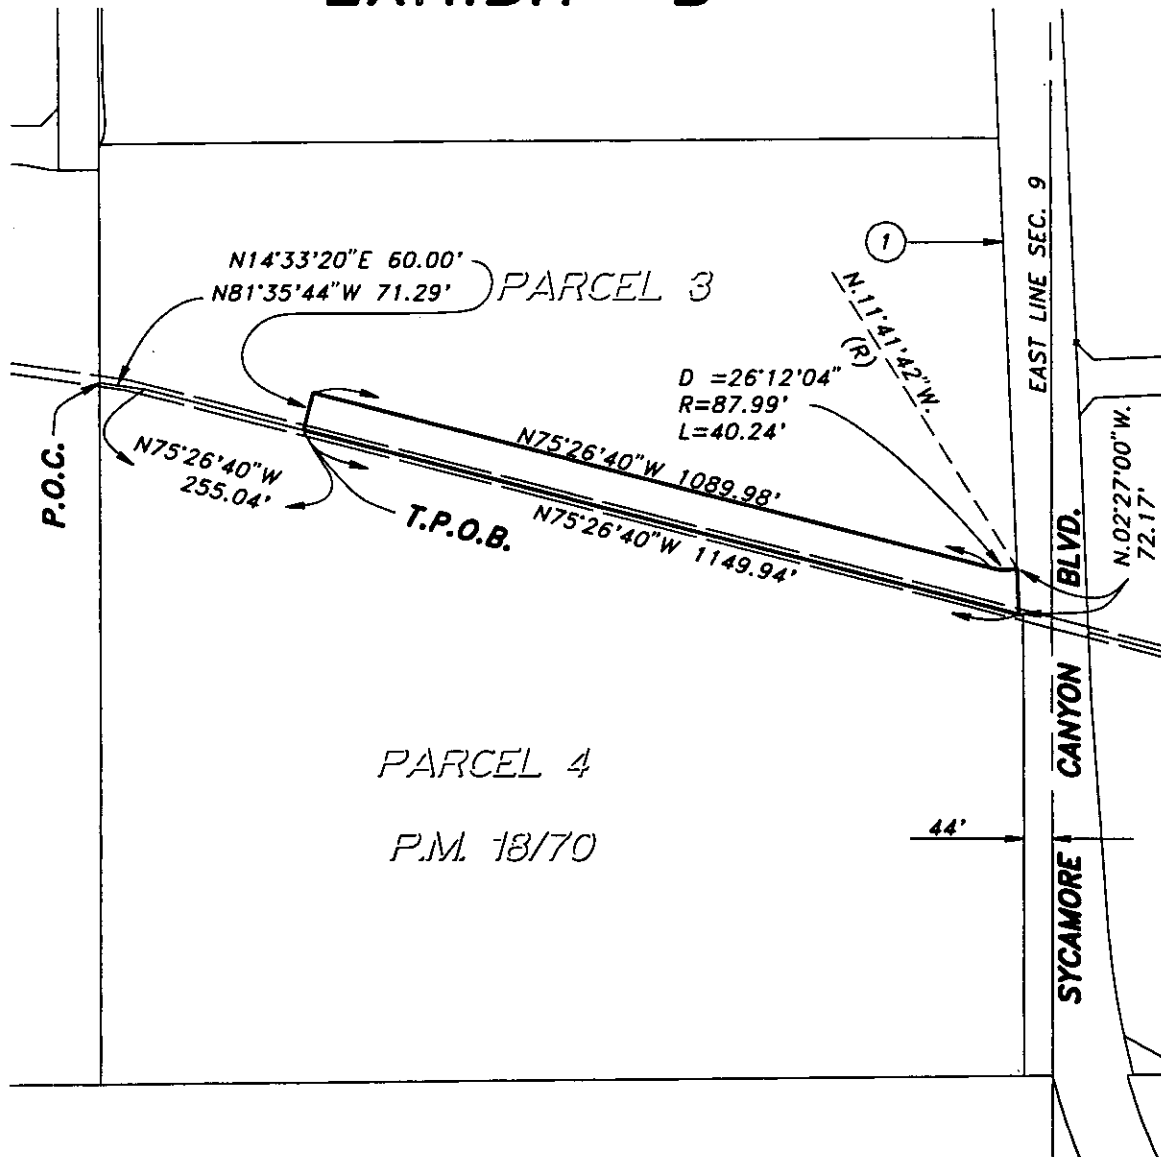 N14°33'20"E 60.00'
N81°35'44"W 71.29'
PARCEL 3
1
EAST LINE SEC. 9
N.11°41'42"W.
(R)
D =26°12'04"
R=87.99'
L=40.24'
P.O.C.
N75°26'40"W
255.04'
T.P.O.B.
N75°26'40"W 1089.98'
N75°26'40"W 1149.94'
N.02°27'00"W.
72.17'
PARCEL 4
P.M. 18/70
44'
SYCAMORE CANYON BLVD.